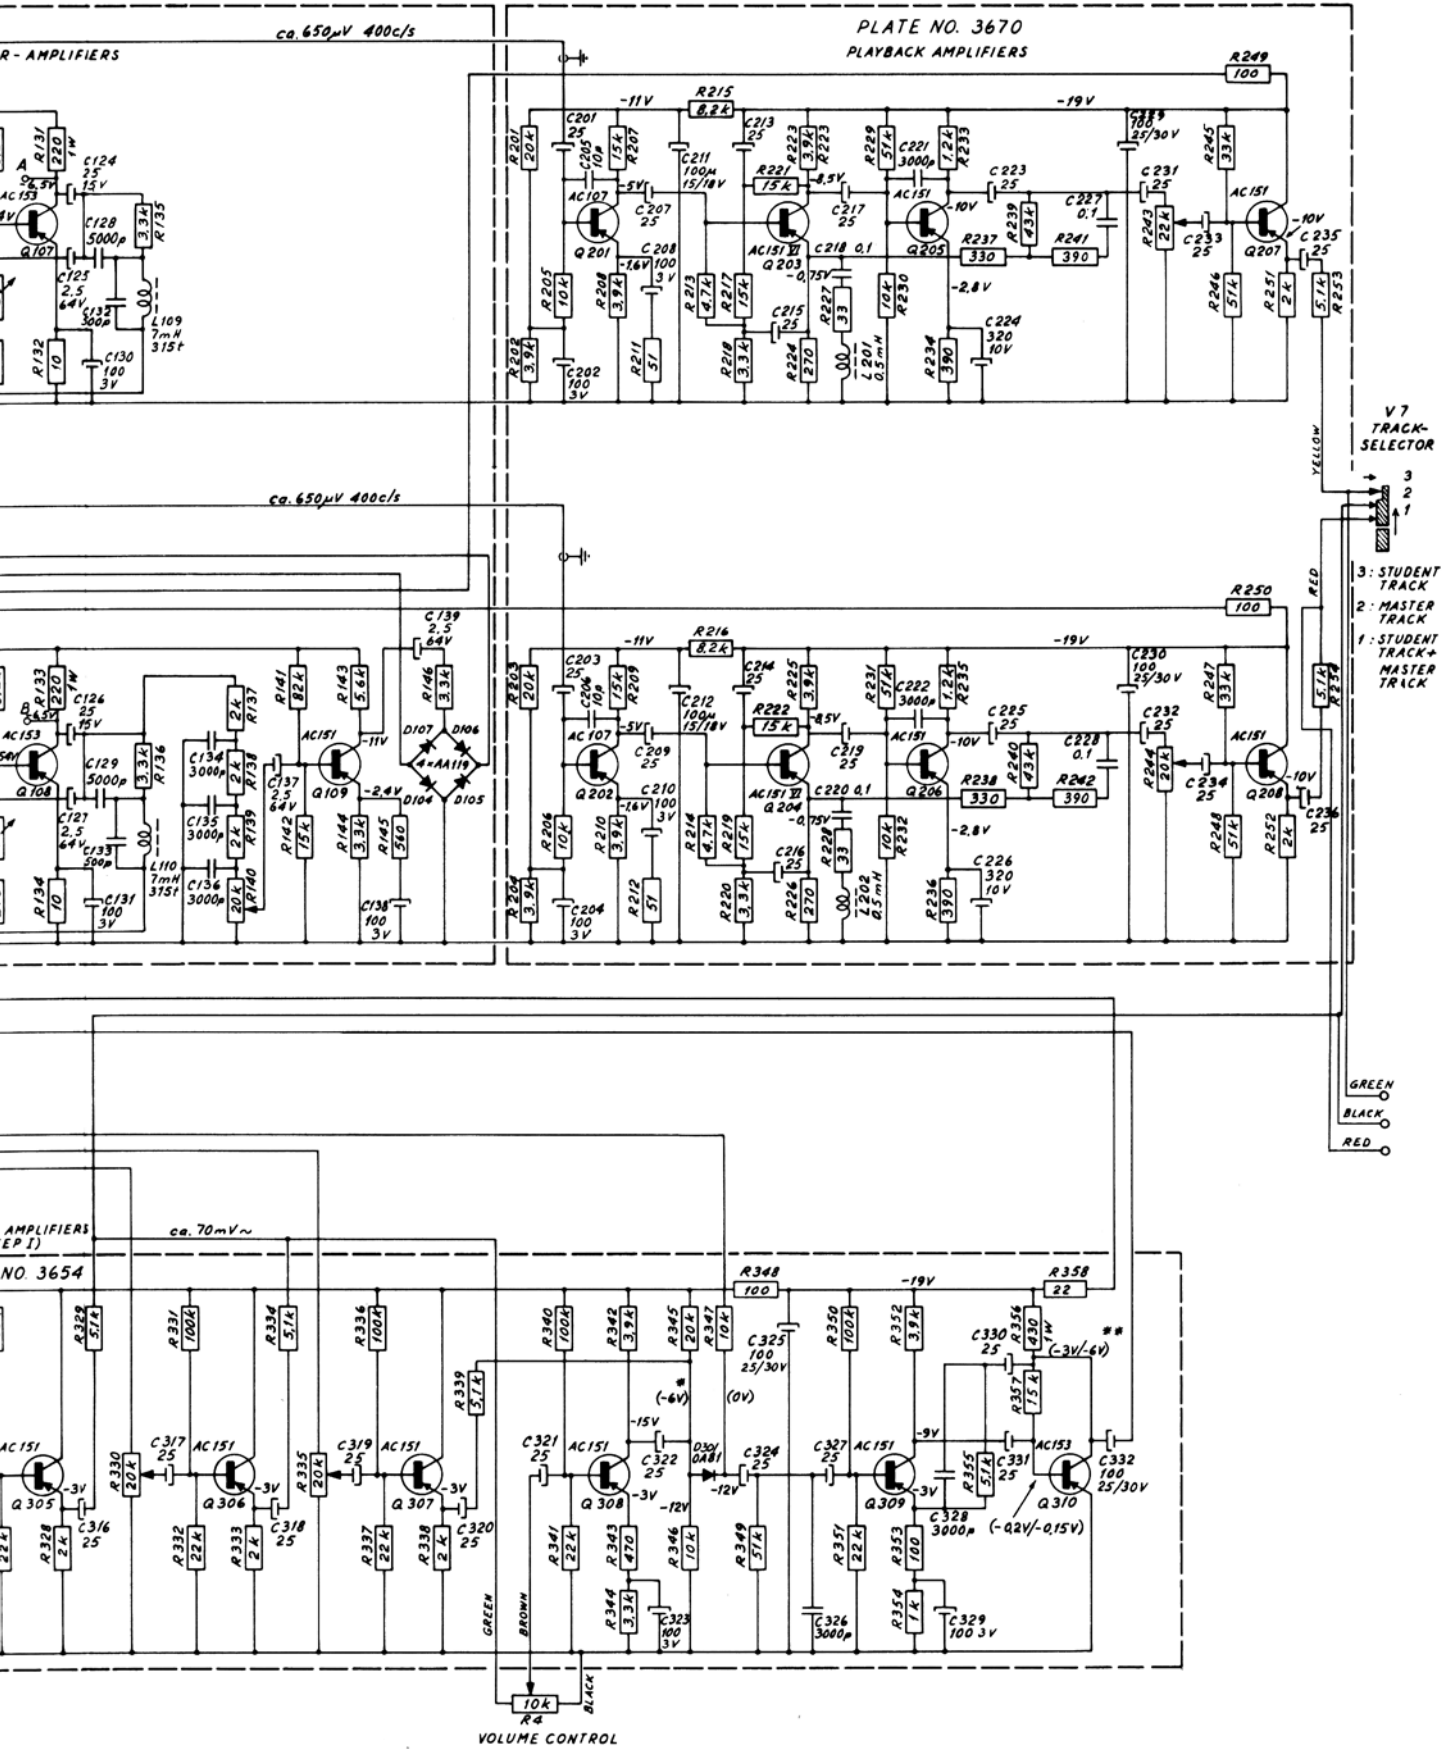 ca. 650µV 400c/s
R - AMPLIFIERS
PLATE NO. 3670
PLAYBACK AMPLIFIERS
R249
100
-11V
R215
8,2k
-19V
R131
220
1W
A
-6,5V
AC153
Q107
C124
25
15V
C128
5000p
R135
3,3k
C125
2,5
64V
C132
300p
L109
7mH
315t
R132
10
C130
100
3V
R201
20k
C201
25
C205
10p
R207
15k
AC107
Q201
-5V
C207
25
-1,6V
C208
100
3V
R205
10k
R208
3,9k
R202
3,9k
C202
100
3V
R211
51
C211
100µ
15/18V
C213
25
R223
3,9k
R223
R221
15k
-8,5V
AC151 VI
Q203
-0,75V
C217
25
C218 0,1
R213
4,7k
R217
15k
C215
25
R218
3,3k
R224
270
R227
33
L201
0,5mH
R229
51k
C221
3000p
R233
1,2k
AC151
Q205
-10V
R230
10k
-2,8V
R234
390
C224
320
10V
C223
25
R239
43k
R237
330
R241
390
C227
0,1
100
25/30V
C231
25
R243
22k
R245
33k
AC151
Q207
-10V
C233
25
C235
25
R246
51k
R251
2k
R253
5,1k
YELLOW
V7
TRACK-
SELECTOR
3
2
1
3: STUDENT
TRACK
2: MASTER
TRACK
1: STUDENT
TRACK+
MASTER
TRACK
RED
ca. 650µV 400c/s
R250
100
-11V
R216
8,2k
-19V
R133
220
1W
B
-6,5V
AC153
Q108
C126
25
15V
C129
5000p
R136
3,3k
C127
2,5
64V
C133
500p
L110
7mH
315t
R134
10
C131
100
3V
R137
2k
C134
3000p
R138
2k
C135
3000p
R139
2k
C136
3000p
R140
20k
C137
2,5
64V
R141
82k
R142
15k
R143
5,6k
AC151
Q109
-11V
-2,4V
R144
3,3k
R145
560
C138
100
3V
C139
2,5
64V
R146
3,3k
D107
D106
4×AA119
D104
D105
R203
20k
C203
25
C206
10p
R209
15k
AC107
Q202
-5V
C209
25
-1,6V
C210
100
3V
R206
10k
R210
3,9k
R204
3,9k
C204
100
3V
R212
51
C212
100µ
15/18V
C214
25
R225
3,9k
R222
15k
-8,5V
AC151 VI
Q204
-0,75V
C219
25
C220 0,1
R214
4,7k
R219
15k
C216
25
R220
3,3k
R226
270
R228
33
L202
0,5mH
R231
51k
C222
3000p
R235
1,2k
AC151
Q206
-10V
R232
10k
-2,8V
R236
390
C226
320
10V
C225
25
R240
43k
R238
330
R242
390
C228
0,1
C230
100
25/30V
C232
25
R244
20k
R247
33k
AC151
Q208
-10V
C234
25
C236
25
R248
51k
R252
2k
R254
5,1k
GREEN
BLACK
RED
AMPLIFIERS
EP I)
ca. 70mV~
NO. 3654
R348
100
-19V
R358
22
R329
5,1k
AC151
Q305
-3V
22k
R328
2k
C316
25
R331
100k
R330
20k
C317
25
AC151
Q306
-3V
R332
22k
R333
2k
C318
25
R334
5,1k
R336
100k
R335
20k
C319
25
AC151
Q307
-3V
R337
22k
R338
2k
C320
25
R339
5,1k
GREEN
BROWN
BLACK
R340
100k
C321
25
AC151
Q308
R341
22k
R342
3,9k
-15V
C322
25
-3V
R343
470
R344
3,3k
C323
100
3V
R345
20k
*
(-6V)
(0V)
R347
10k
D301
OA81
-12V
-12V
R346
10k
C324
25
R349
51k
C325
100
25/30V
C326
3000p
C327
25
R350
100k
R351
22k
AC151
Q309
R352
3,9k
-9V
-3V
R353
100
R354
1k
C329
100 3V
C328
3000p
R355
5,1k
C330
25
C331
25
R356
430
1W
R357
15k
**
(-3V/-6V)
AC153
Q310
(-0,2V/-0,15V)
C332
100
25/30V
10k
R4
VOLUME CONTROL